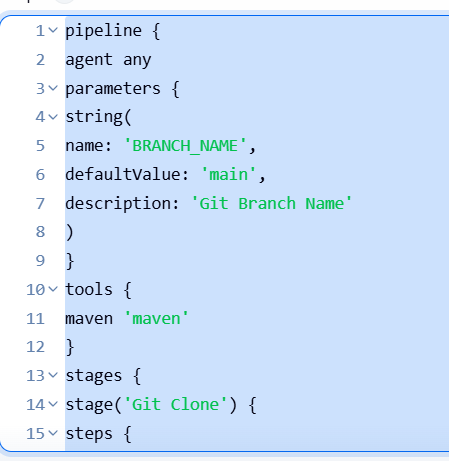 1 pipeline {
2 agent any
3 parameters {
4 string(
5 name: 'BRANCH_NAME',
6 defaultValue: 'main',
7 description: 'Git Branch Name'
8 )
9 }
10 tools {
11 maven 'maven'
12 }
13 stages {
14 stage('Git Clone') {
15 steps {